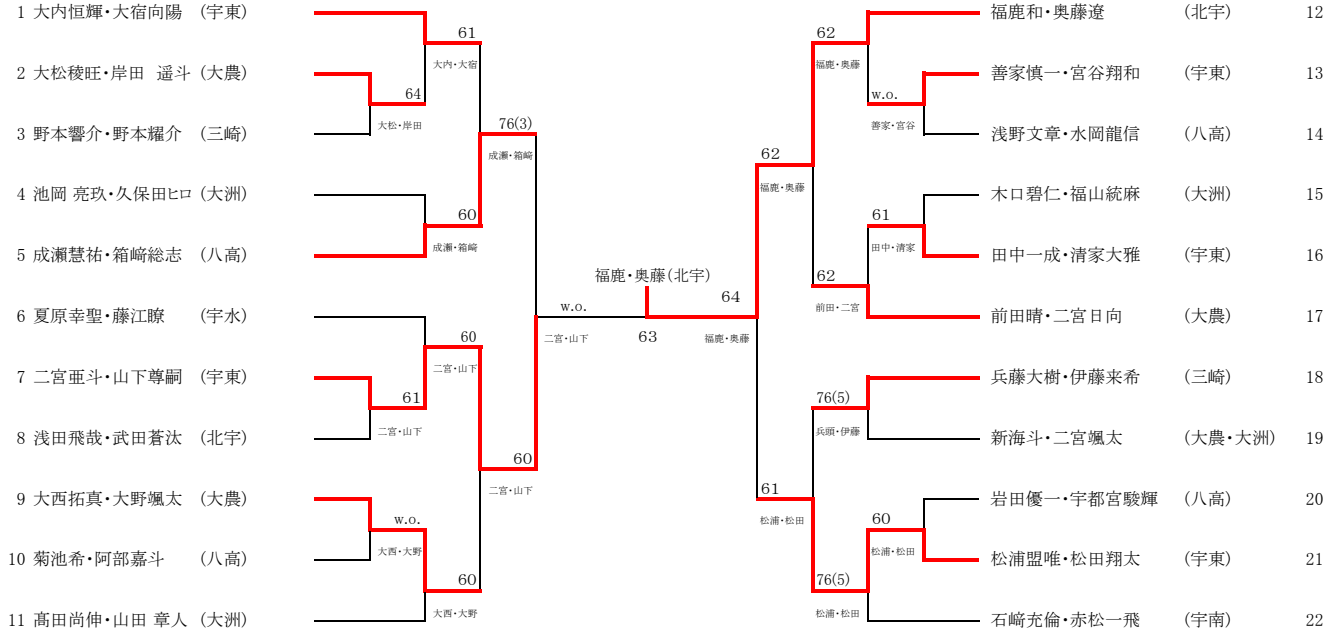 1 大内恒輝・大宿向陽 (宇東)
2 大松稜旺・岸田 遥斗 (大農)
3 野本響介・野本耀介 (三崎)
4 池岡 亮玖・久保田ヒロ (大洲)
5 成瀬慧祐・箱﨑総志 (八高)
6 夏原幸聖・藤江瞭 (宇水)
7 二宮亜斗・山下尊嗣 (宇東)
8 浅田飛哉・武田蒼汰 (北宇)
9 大西拓真・大野颯太 (大農)
10 菊池希・阿部嘉斗 (八高)
11 髙田尚伸・山田 章人 (大洲)
61
大内・大宿
64
大松・岸田
76(3)
成瀬・箱崎
60
成瀬・箱崎
60
二宮・山下
61
二宮・山下
60
二宮・山下
w.o.
大西・大野
60
大西・大野
w.o.
二宮・山下
福鹿・奥藤(北宇)
63
64
福鹿・奥藤
62
福鹿・奥藤
w.o.
善家・宮谷
62
福鹿・奥藤
61
田中・清家
62
前田・二宮
76(5)
兵頭・伊藤
61
松浦・松田
60
松浦・松田
76(5)
松浦・松田
福鹿和・奥藤遼 (北宇) 12
善家慎一・宮谷翔和 (宇東) 13
浅野文章・水岡龍信 (八高) 14
木口碧仁・福山統麻 (大洲) 15
田中一成・清家大雅 (宇東) 16
前田晴・二宮日向 (大農) 17
兵藤大樹・伊藤来希 (三崎) 18
新海斗・二宮颯太 (大農・大洲) 19
岩田優一・宇都宮駿輝 (八高) 20
松浦盟唯・松田翔太 (宇東) 21
石﨑充倫・赤松一飛 (宇南) 22